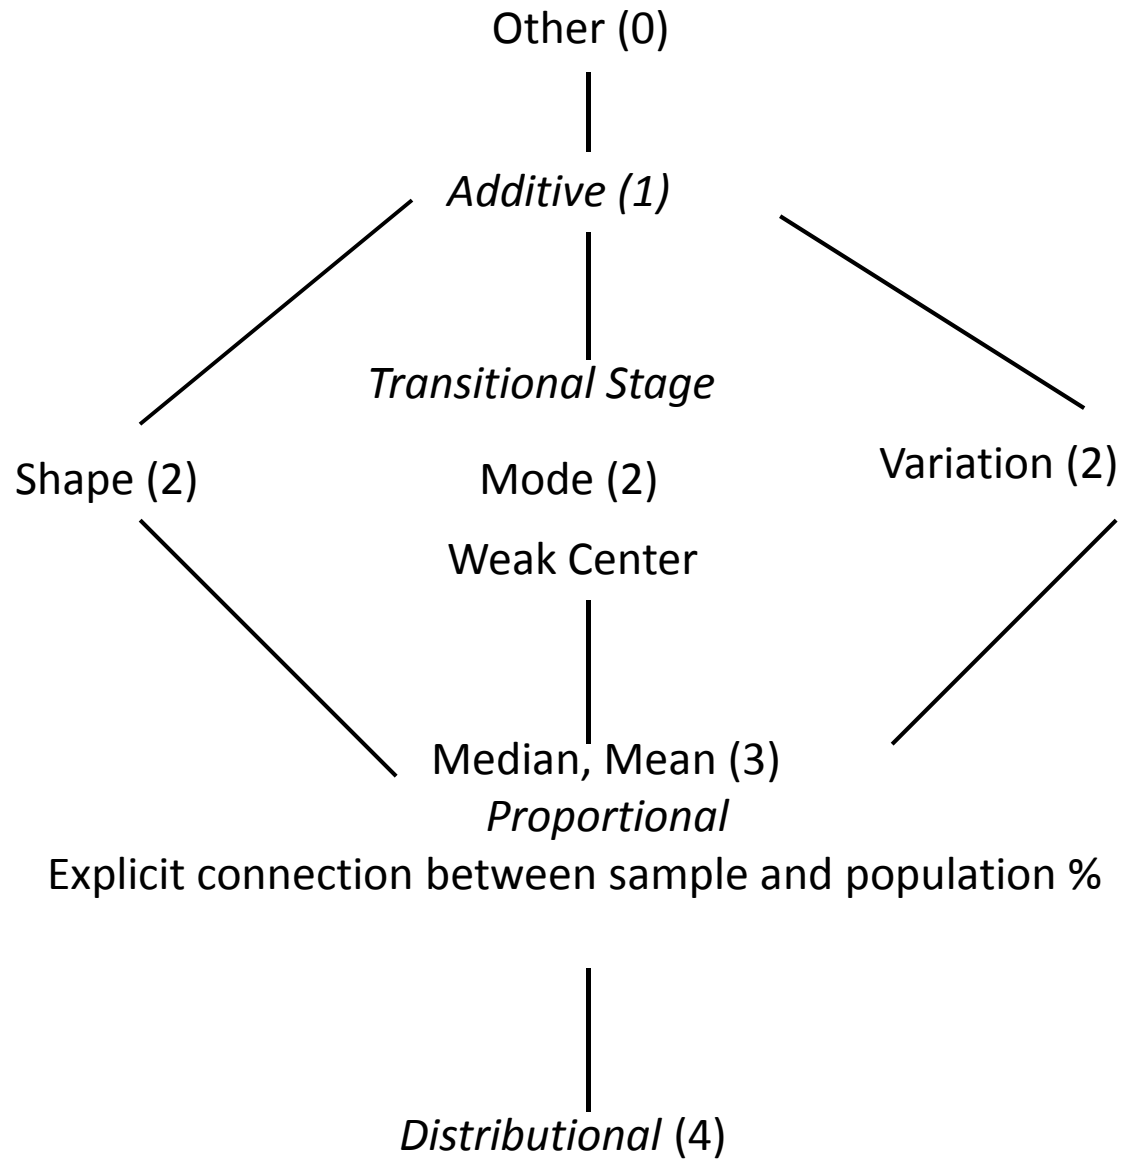 Other (0)
Additive (1)
Transitional Stage
Shape (2)
Mode (2)
Variation (2)
Weak Center
Median, Mean (3)
Proportional
Explicit connection between sample and population %
Distributional (4)